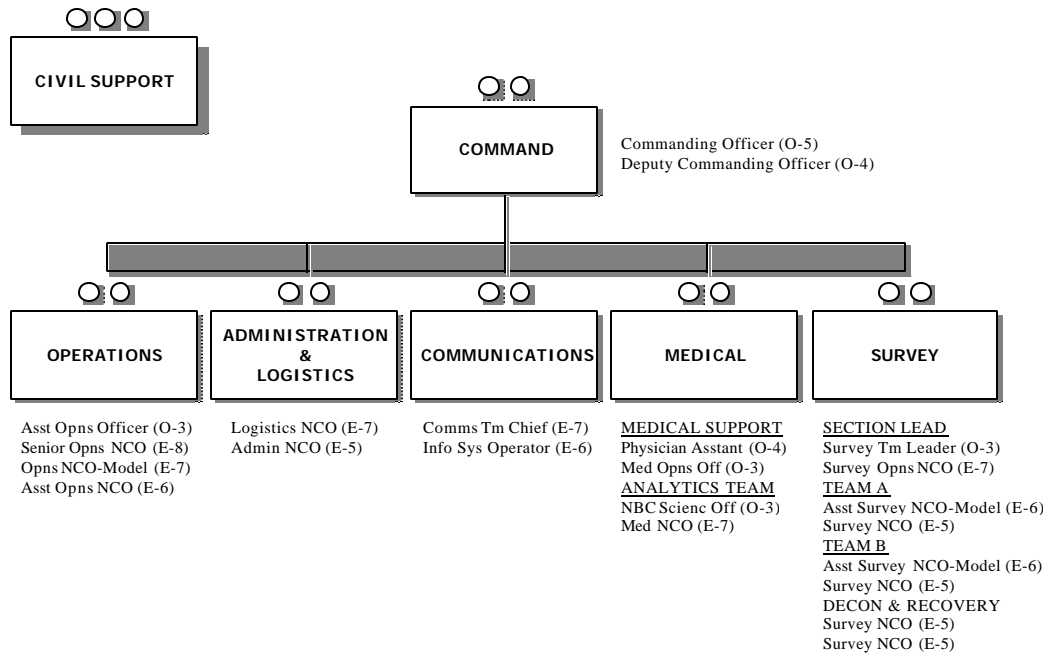 CIVIL SUPPORT
COMMAND
Commanding Officer (O-5)
Deputy Commanding Officer (O-4)
OPERATIONS
Asst Opns Officer (O-3)
Senior Opns NCO (E-8)
Opns NCO-Model (E-7)
Asst Opns NCO (E-6)
ADMINISTRATION
&
LOGISTICS
Logistics NCO (E-7)
Admin NCO (E-5)
COMMUNICATIONS
Comms Tm Chief (E-7)
Info Sys Operator (E-6)
MEDICAL
MEDICAL SUPPORT
Physician Asstant (O-4)
Med Opns Off (O-3)
ANALYTICS TEAM
NBC Scienc Off (O-3)
Med NCO (E-7)
SURVEY
SECTION LEAD
Survey Tm Leader (O-3)
Survey Opns NCO (E-7)
TEAM A
Asst Survey NCO-Model (E-6)
Survey NCO (E-5)
TEAM B
Asst Survey NCO-Model (E-6)
Survey NCO (E-5)
DECON & RECOVERY
Survey NCO (E-5)
Survey NCO (E-5)